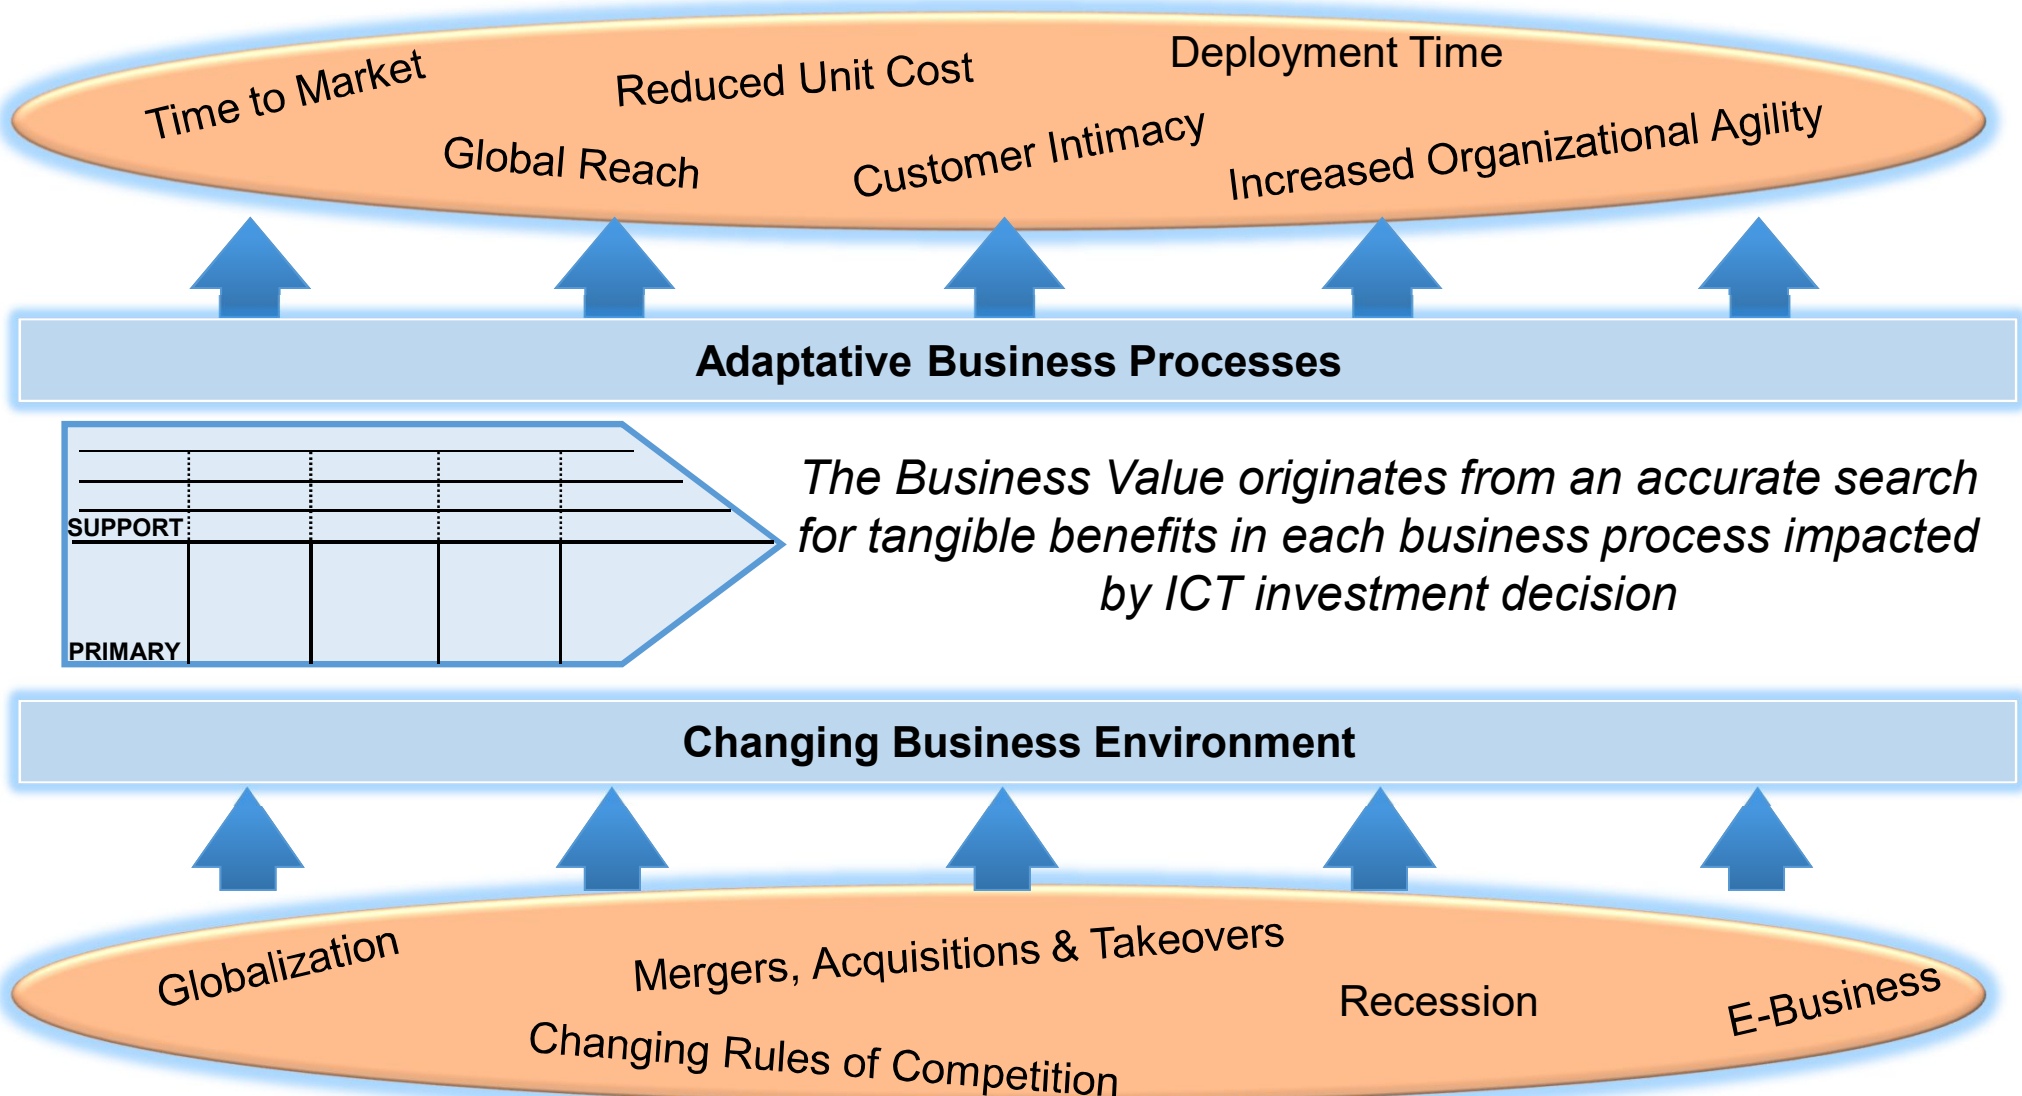 Time to Market
Reduced Unit Cost
Deployment Time
Global Reach
Customer Intimacy
Increased Organizational Agility
Adaptative Business Processes
SUPPORT
PRIMARY
The Business Value originates from an accurate search
for tangible benefits in each business process impacted
by ICT investment decision
Changing Business Environment
Globalization
Mergers, Acquisitions & Takeovers
Recession
E-Business
Changing Rules of Competition